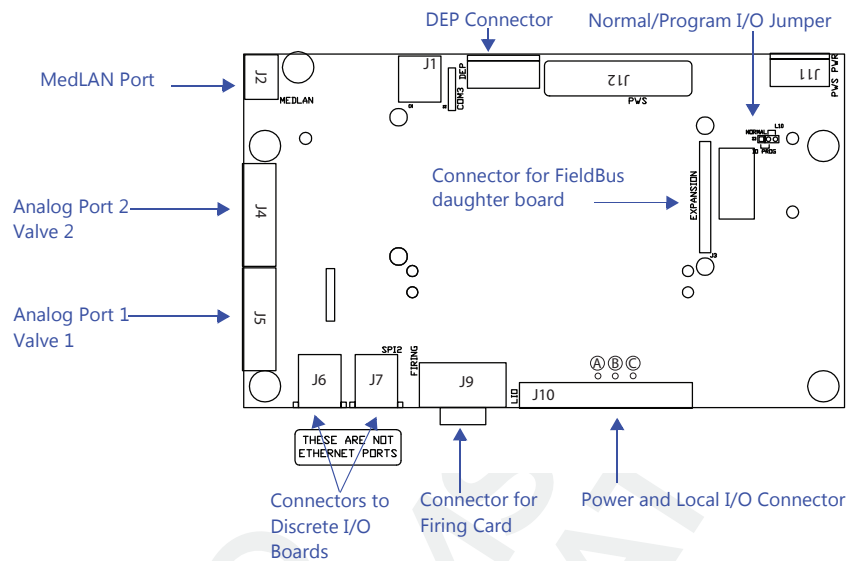 DEP Connector
Normal/Program I/O Jumper
MedLAN Port
J2
MEDLAN
J1
COM3
DEP
J12
PWS
J11
PWS PWR
L10
NORMAL
IO PROG
Connector for FieldBus
daughter board
EXPANSION
J3
Analog Port 2
Valve 2
J4
Analog Port 1
Valve 1
J5
SPI2
FIRING
J6
J7
J9
LIO
J10
A B C
THESE ARE NOT
ETHERNET PORTS
Connectors to
Discrete I/O
Boards
Connector for
Firing Card
Power and Local I/O Connector